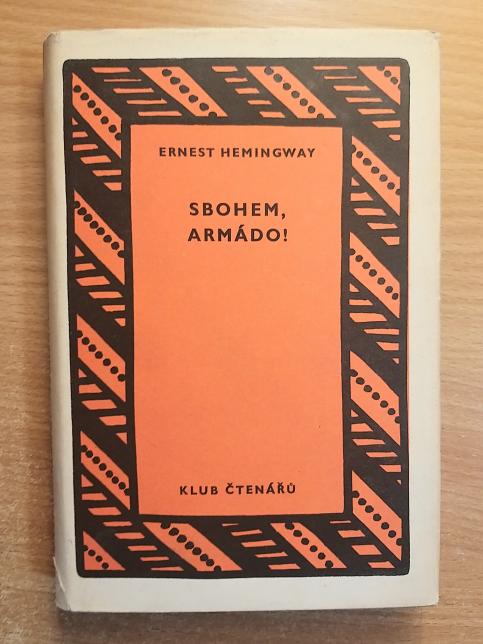 ERNEST HEMINGWAY
SBOHEM,
ARMÁDO!
KLUB ČTENÁŘŮ